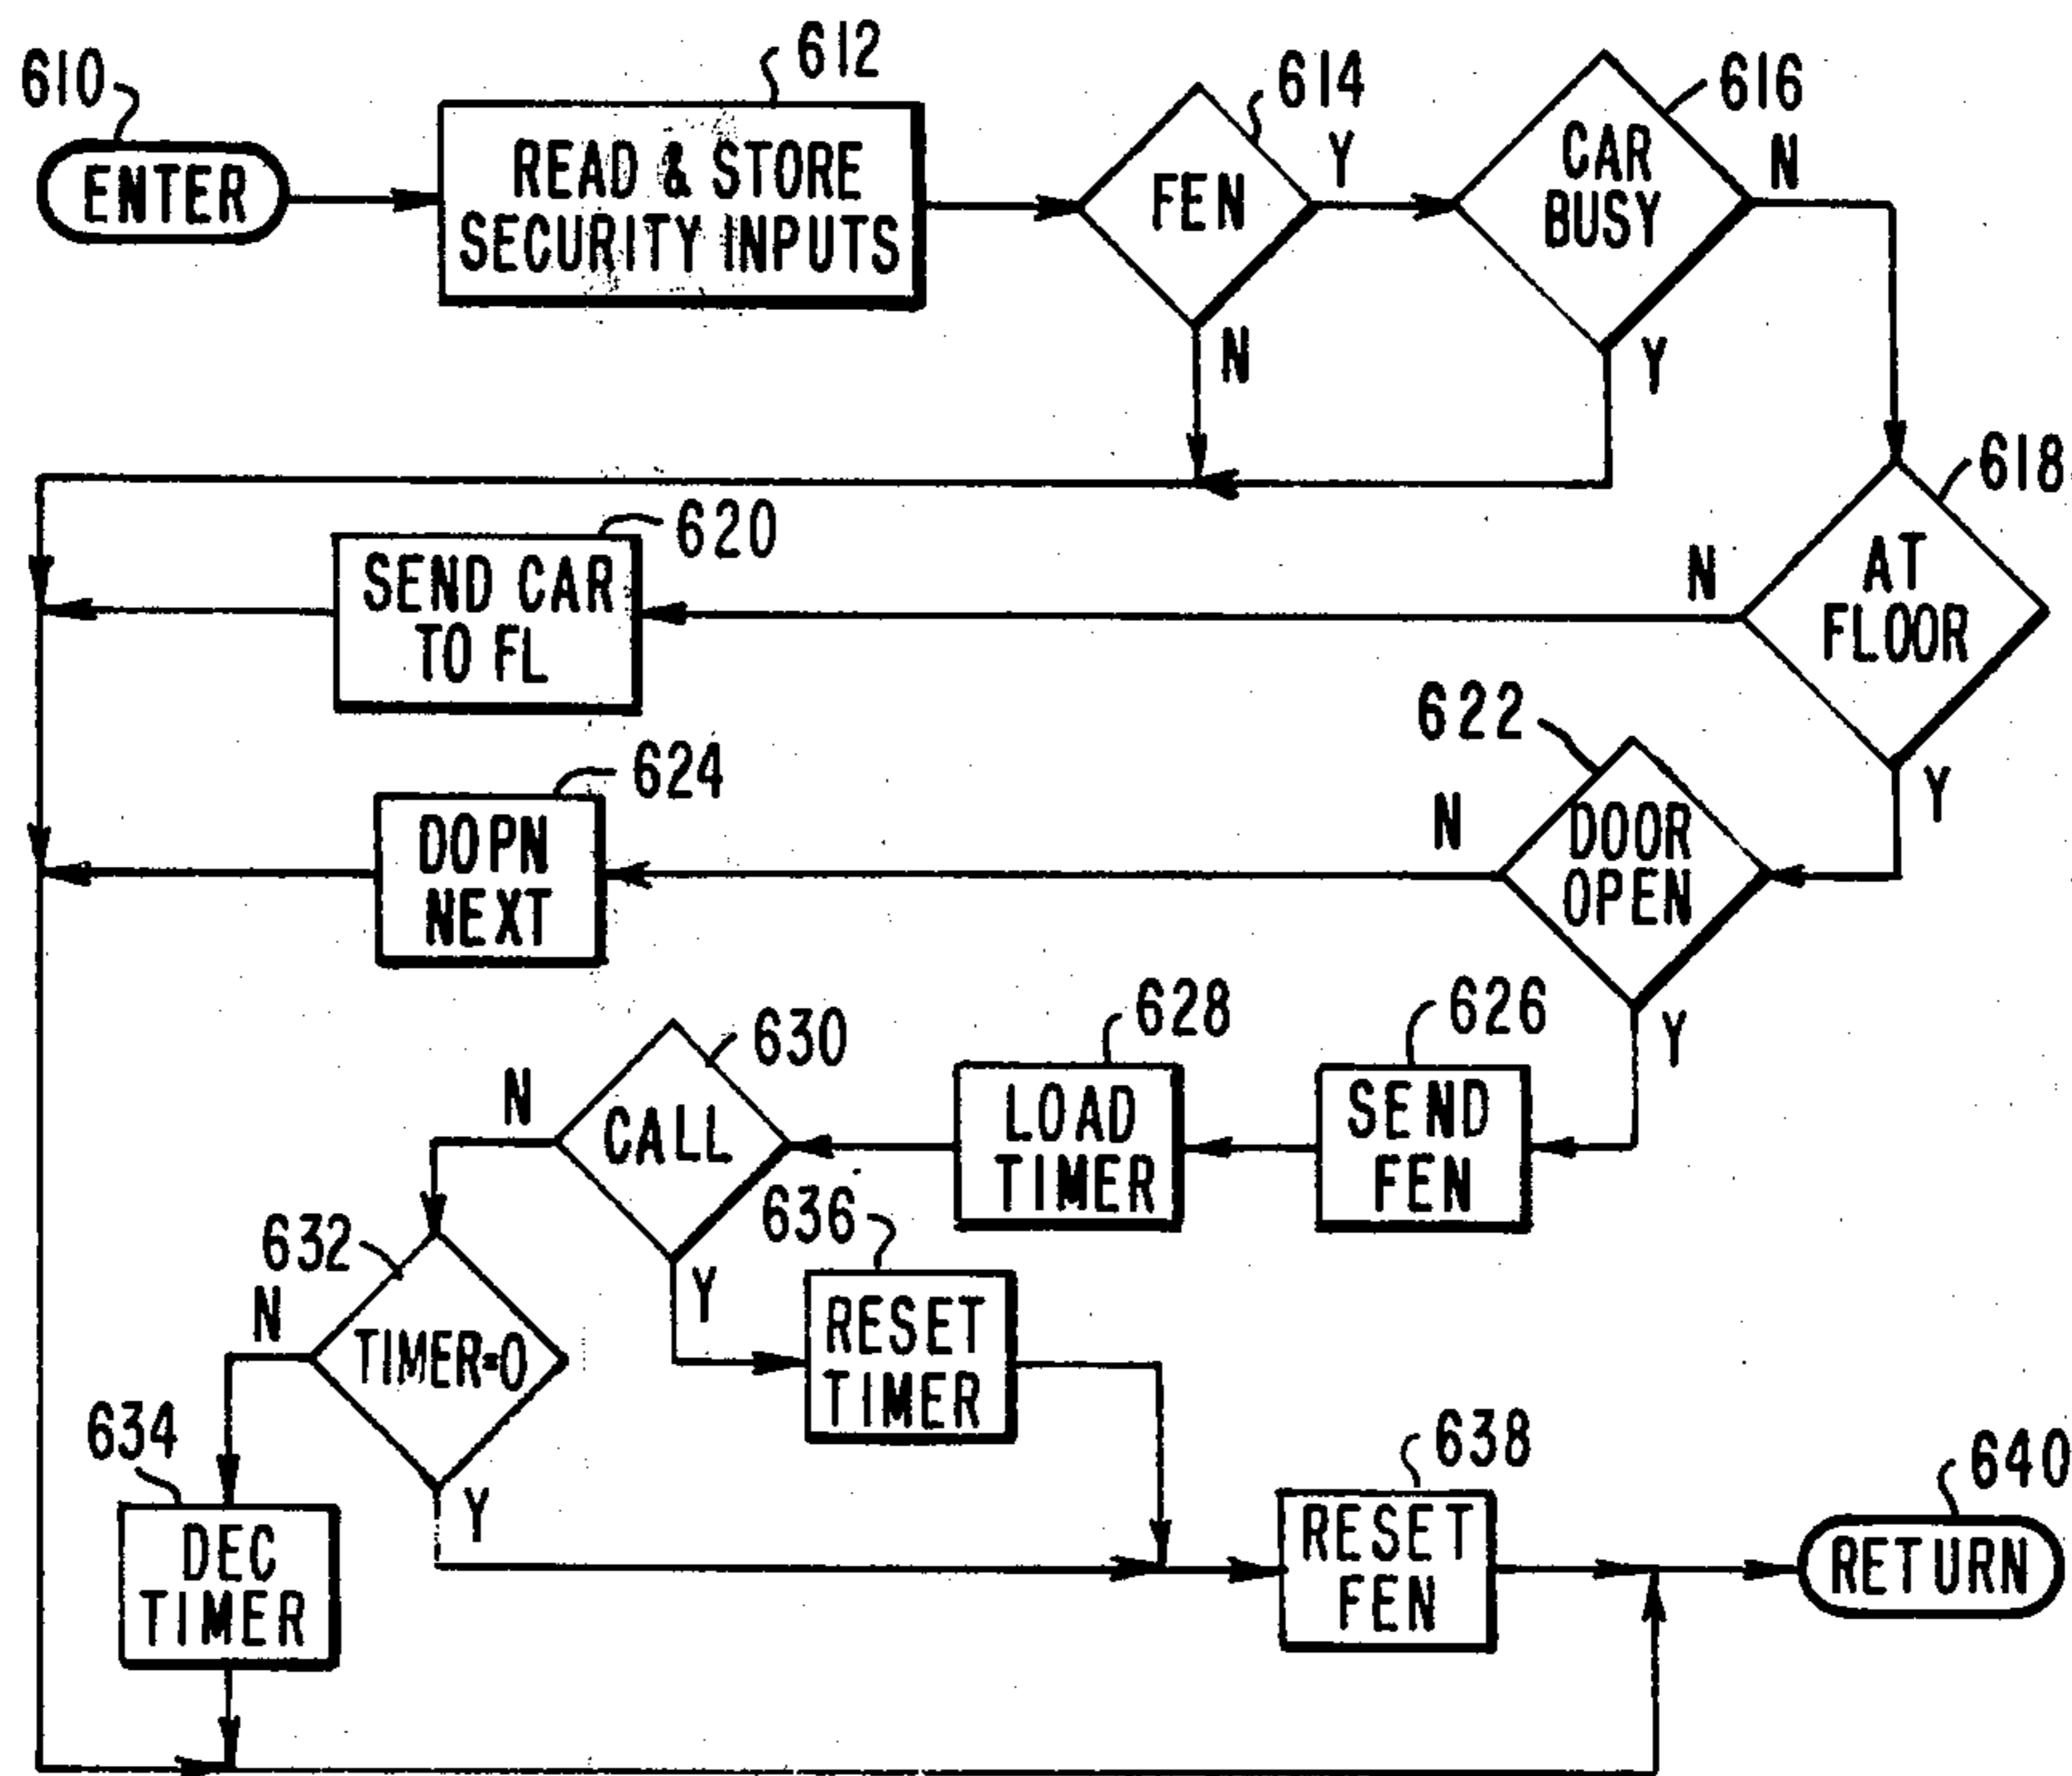 610
ENTER
612
READ & STORE
SECURITY INPUTS
614
FEN
Y
N
616
CAR
BUSY
N
Y
618
AT
FLOOR
N
Y
620
SEND CAR
TO FL
622
DOOR
OPEN
N
Y
624
DOPN
NEXT
626
SEND
FEN
628
LOAD
TIMER
630
CALL
N
Y
632
TIMER=0
N
Y
634
DEC
TIMER
636
RESET
TIMER
638
RESET
FEN
640
RETURN